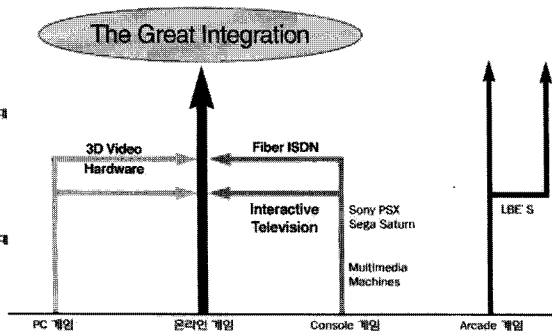 The Great Integration
3D Video
Hardware
Fiber ISDN
Interactive
Television
Sony PSX
Sega Saturn
Multimedia
Machines
LBE'S
PC 게임
온라인 게임
Console 게임
Arcade 게임